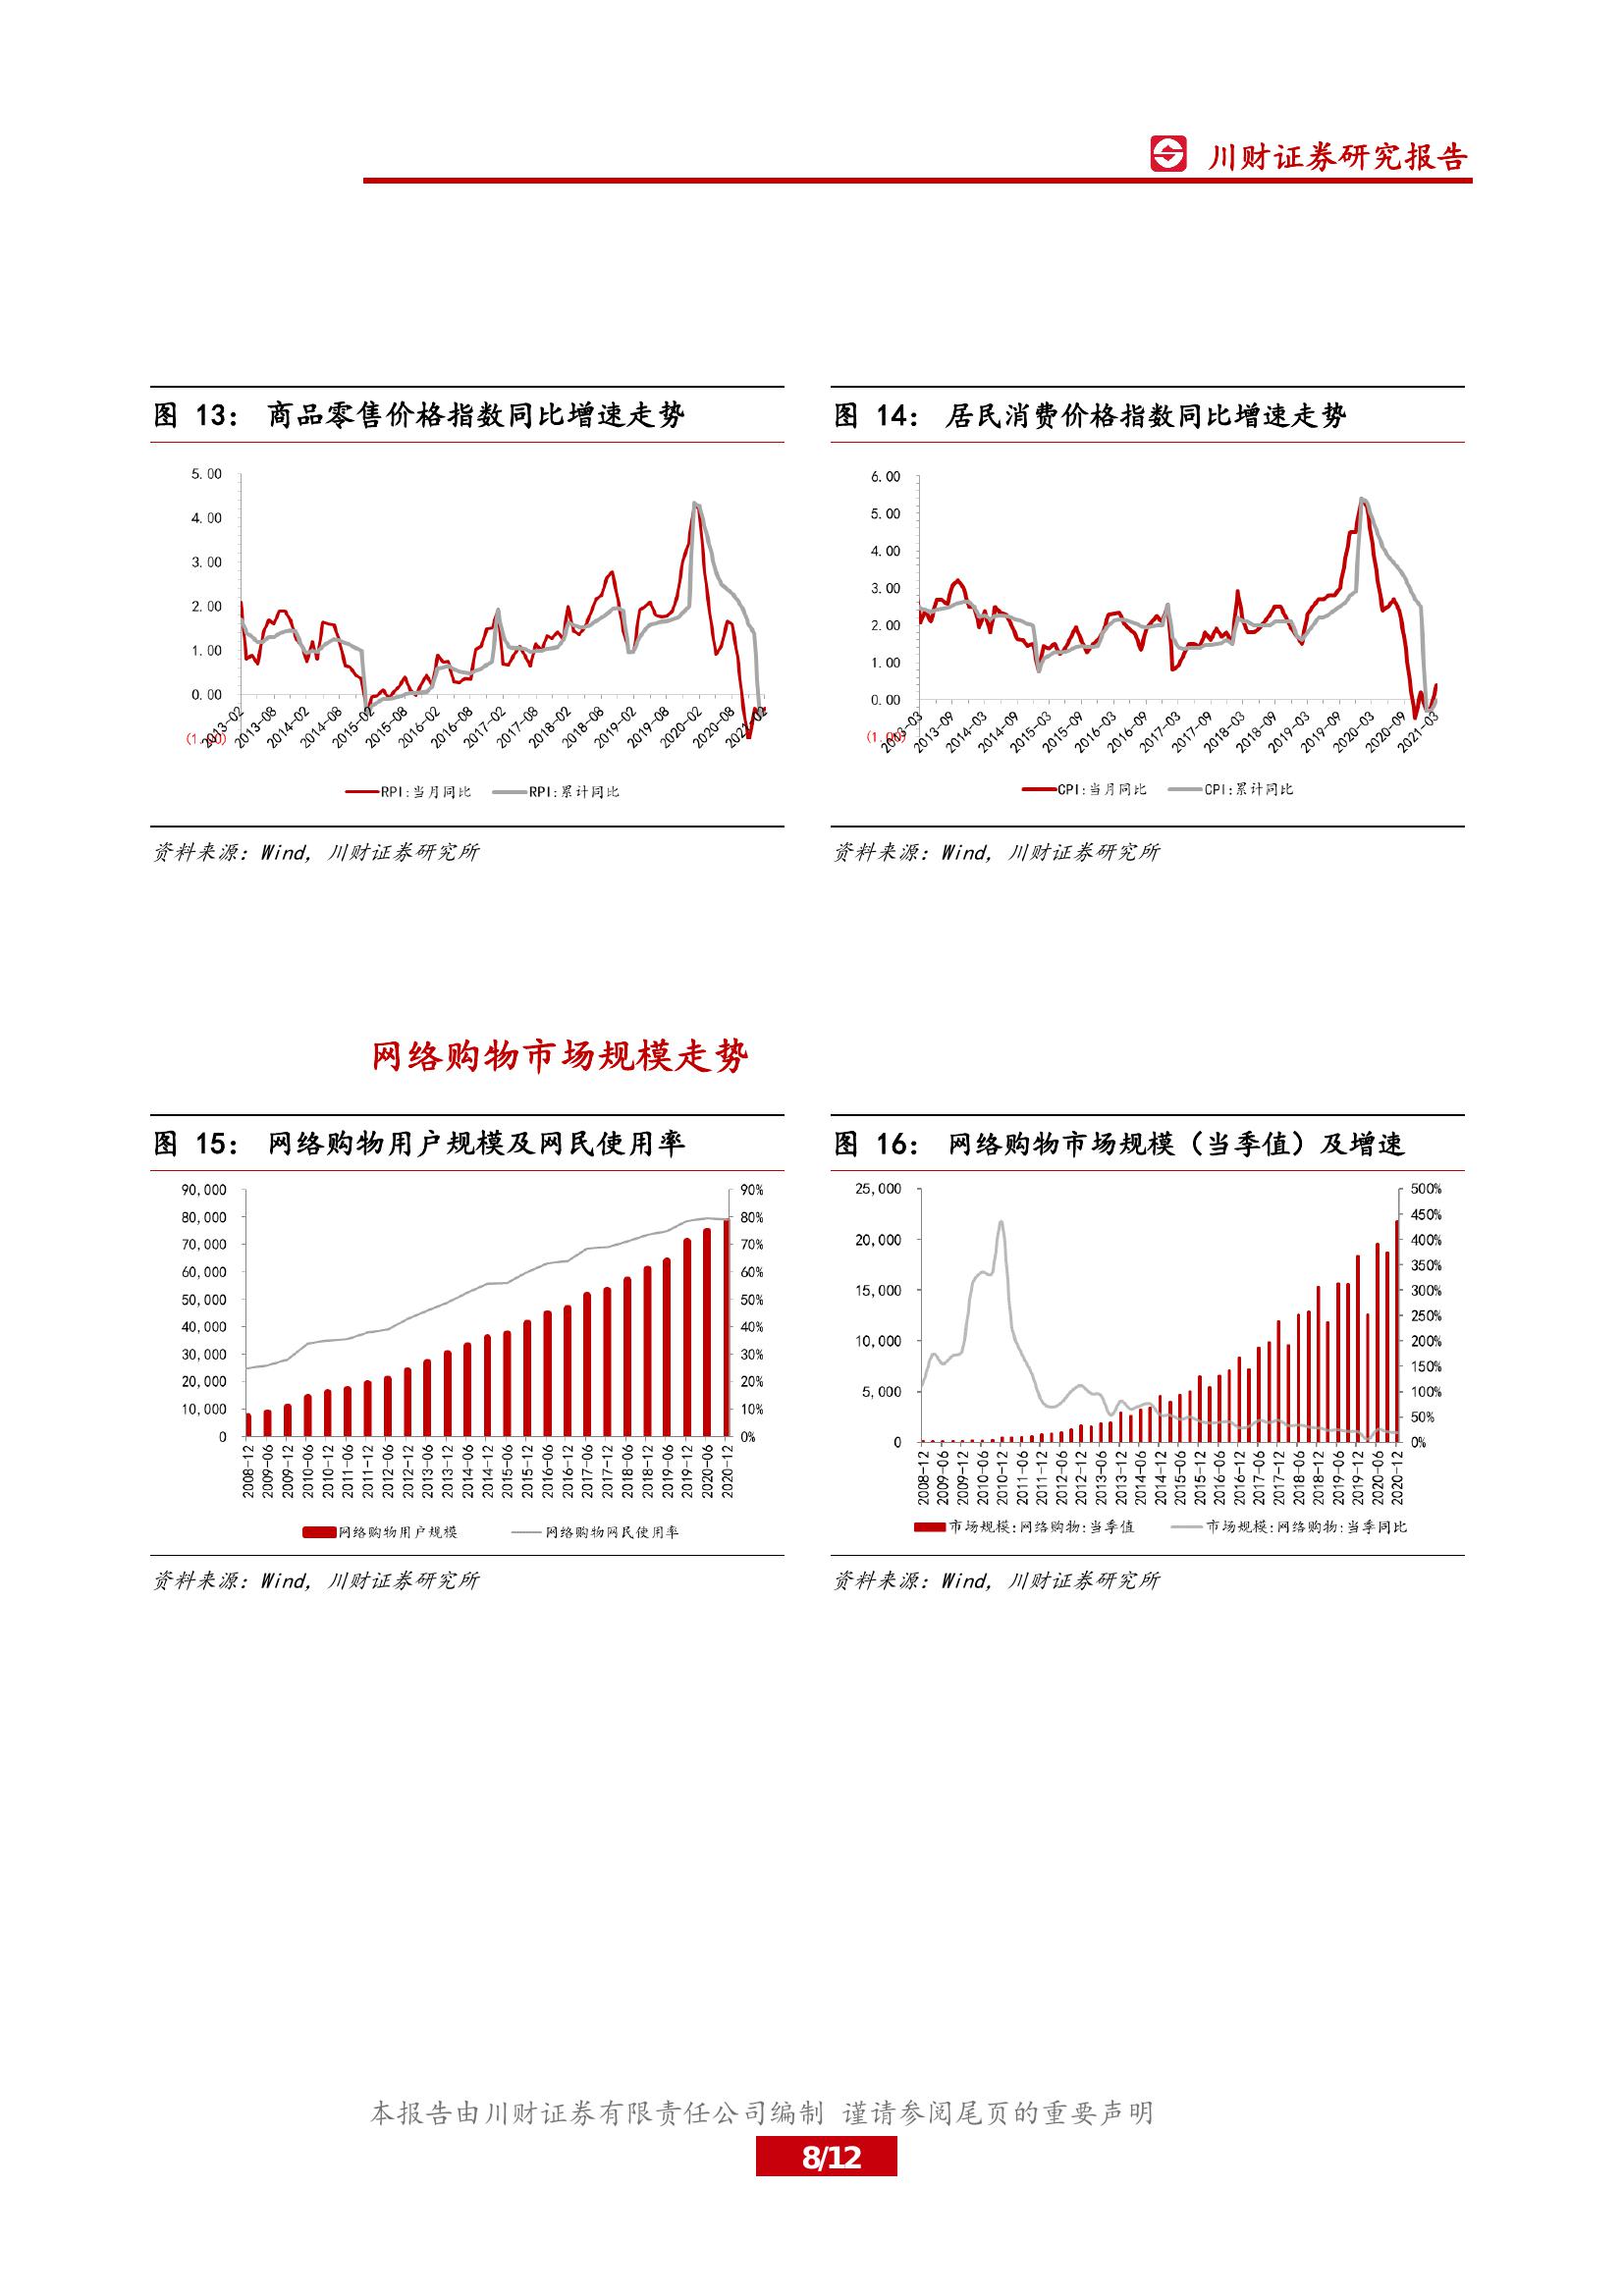 川财证券研究报告
图 13： 商品零售价格指数同比增速走势
5.00
4.00
3.00
2.00
1.00
0.00
(1.00)
2013-02 2013-08 2014-02 2014-08 2015-02 2015-08 2016-02 2016-08 2017-02 2017-08 2018-02 2018-08 2019-02 2019-08 2020-02 2020-08 2021-02
RPI:当月同比 RPI:累计同比
资料来源：Wind，川财证券研究所
图 14： 居民消费价格指数同比增速走势
6.00
5.00
4.00
3.00
2.00
1.00
0.00
(1.00)
2013-03 2013-09 2014-03 2014-09 2015-03 2015-09 2016-03 2016-09 2017-03 2017-09 2018-03 2018-09 2019-03 2019-09 2020-03 2020-09 2021-03
CPI:当月同比 CPI:累计同比
资料来源：Wind，川财证券研究所
网络购物市场规模走势
图 15： 网络购物用户规模及网民使用率
90,000 90%
80,000 80%
70,000 70%
60,000 60%
50,000 50%
40,000 40%
30,000 30%
20,000 20%
10,000 10%
0 0%
2008-12 2009-06 2009-12 2010-06 2010-12 2011-06 2011-12 2012-06 2012-12 2013-06 2013-12 2014-06 2014-12 2015-06 2015-12 2016-06 2016-12 2017-06 2017-12 2018-06 2018-12 2019-06 2019-12 2020-06 2020-12
网络购物用户规模 网络购物网民使用率
资料来源：Wind，川财证券研究所
图 16： 网络购物市场规模（当季值）及增速
25,000
20,000
15,000
10,000
5,000
0
500%
450%
400%
350%
300%
250%
200%
150%
100%
50%
0%
2008-12 2009-06 2009-12 2010-06 2010-12 2011-06 2011-12 2012-06 2012-12 2013-06 2013-12 2014-06 2014-12 2015-06 2015-12 2016-06 2016-12 2017-06 2017-12 2018-06 2018-12 2019-06 2019-12 2020-06 2020-12
市场规模:网络购物:当季值 市场规模:网络购物:当季同比
资料来源：Wind，川财证券研究所
本报告由川财证券有限责任公司编制 谨请参阅尾页的重要声明
8/12